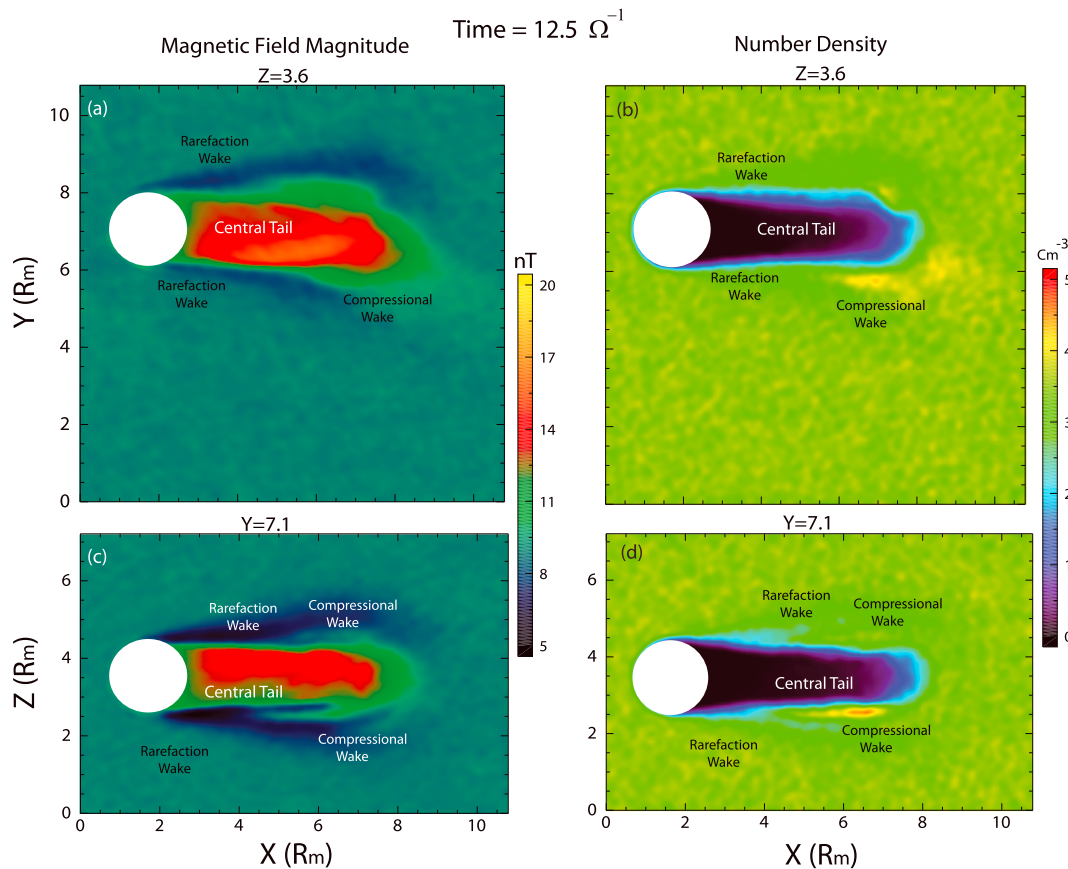 Time = 12.5 Ω⁻¹
Magnetic Field Magnitude
Number Density
Z=3.6
Z=3.6
(a)
Rarefaction
Wake
Central Tail
Rarefaction
Wake
Compressional
Wake
10
8
6
4
2
0
Y (Rm)
nT
20
17
14
11
8
5
(b)
Rarefaction
Wake
Central Tail
Rarefaction
Wake
Compressional
Wake
2
4
6
8
10
Cm⁻³
5
4
3
2
1
0
Y=7.1
Y=7.1
(c)
Rarefaction
Wake
Compressional
Wake
Central Tail
Rarefaction
Wake
Compressional
Wake
6
4
2
0
Z (Rm)
0
2
4
6
8
10
X (Rm)
(d)
Rarefaction
Wake
Compressional
Wake
Central Tail
Rarefaction
Wake
Compressional
Wake
6
4
2
0
2
4
6
8
10
X (Rm)